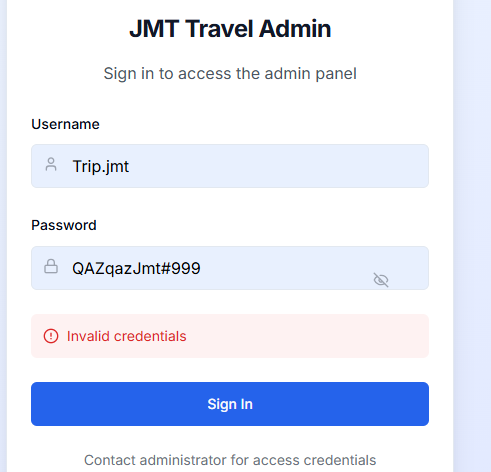 JMT Travel Admin
Sign in to access the admin panel
Username
Trip.jmt
Password
QAZqazJmt#999
Invalid credentials
Sign In
Contact administrator for access credentials